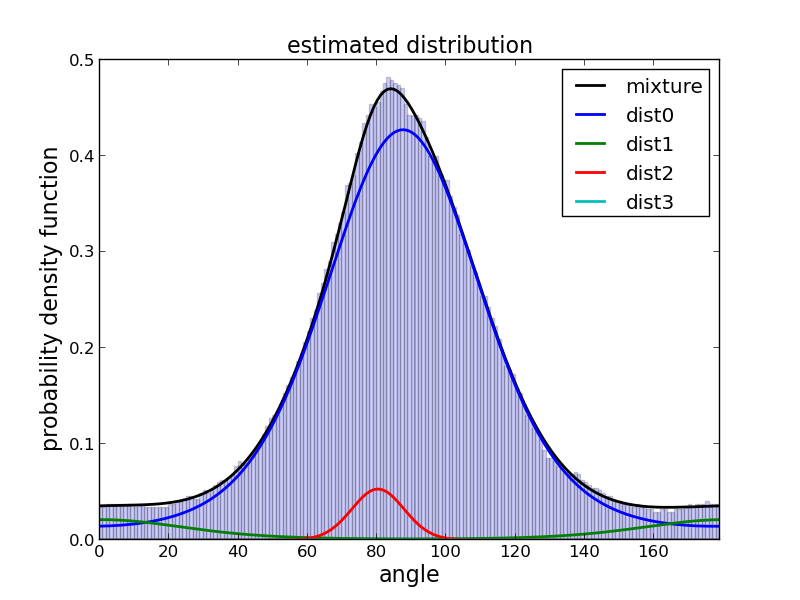 estimated distribution
mixture
dist0
dist1
dist2
dist3
probability density function
0.5
0.4
0.3
0.2
0.1
0.0
0 20 40 60 80 100 120 140 160
angle